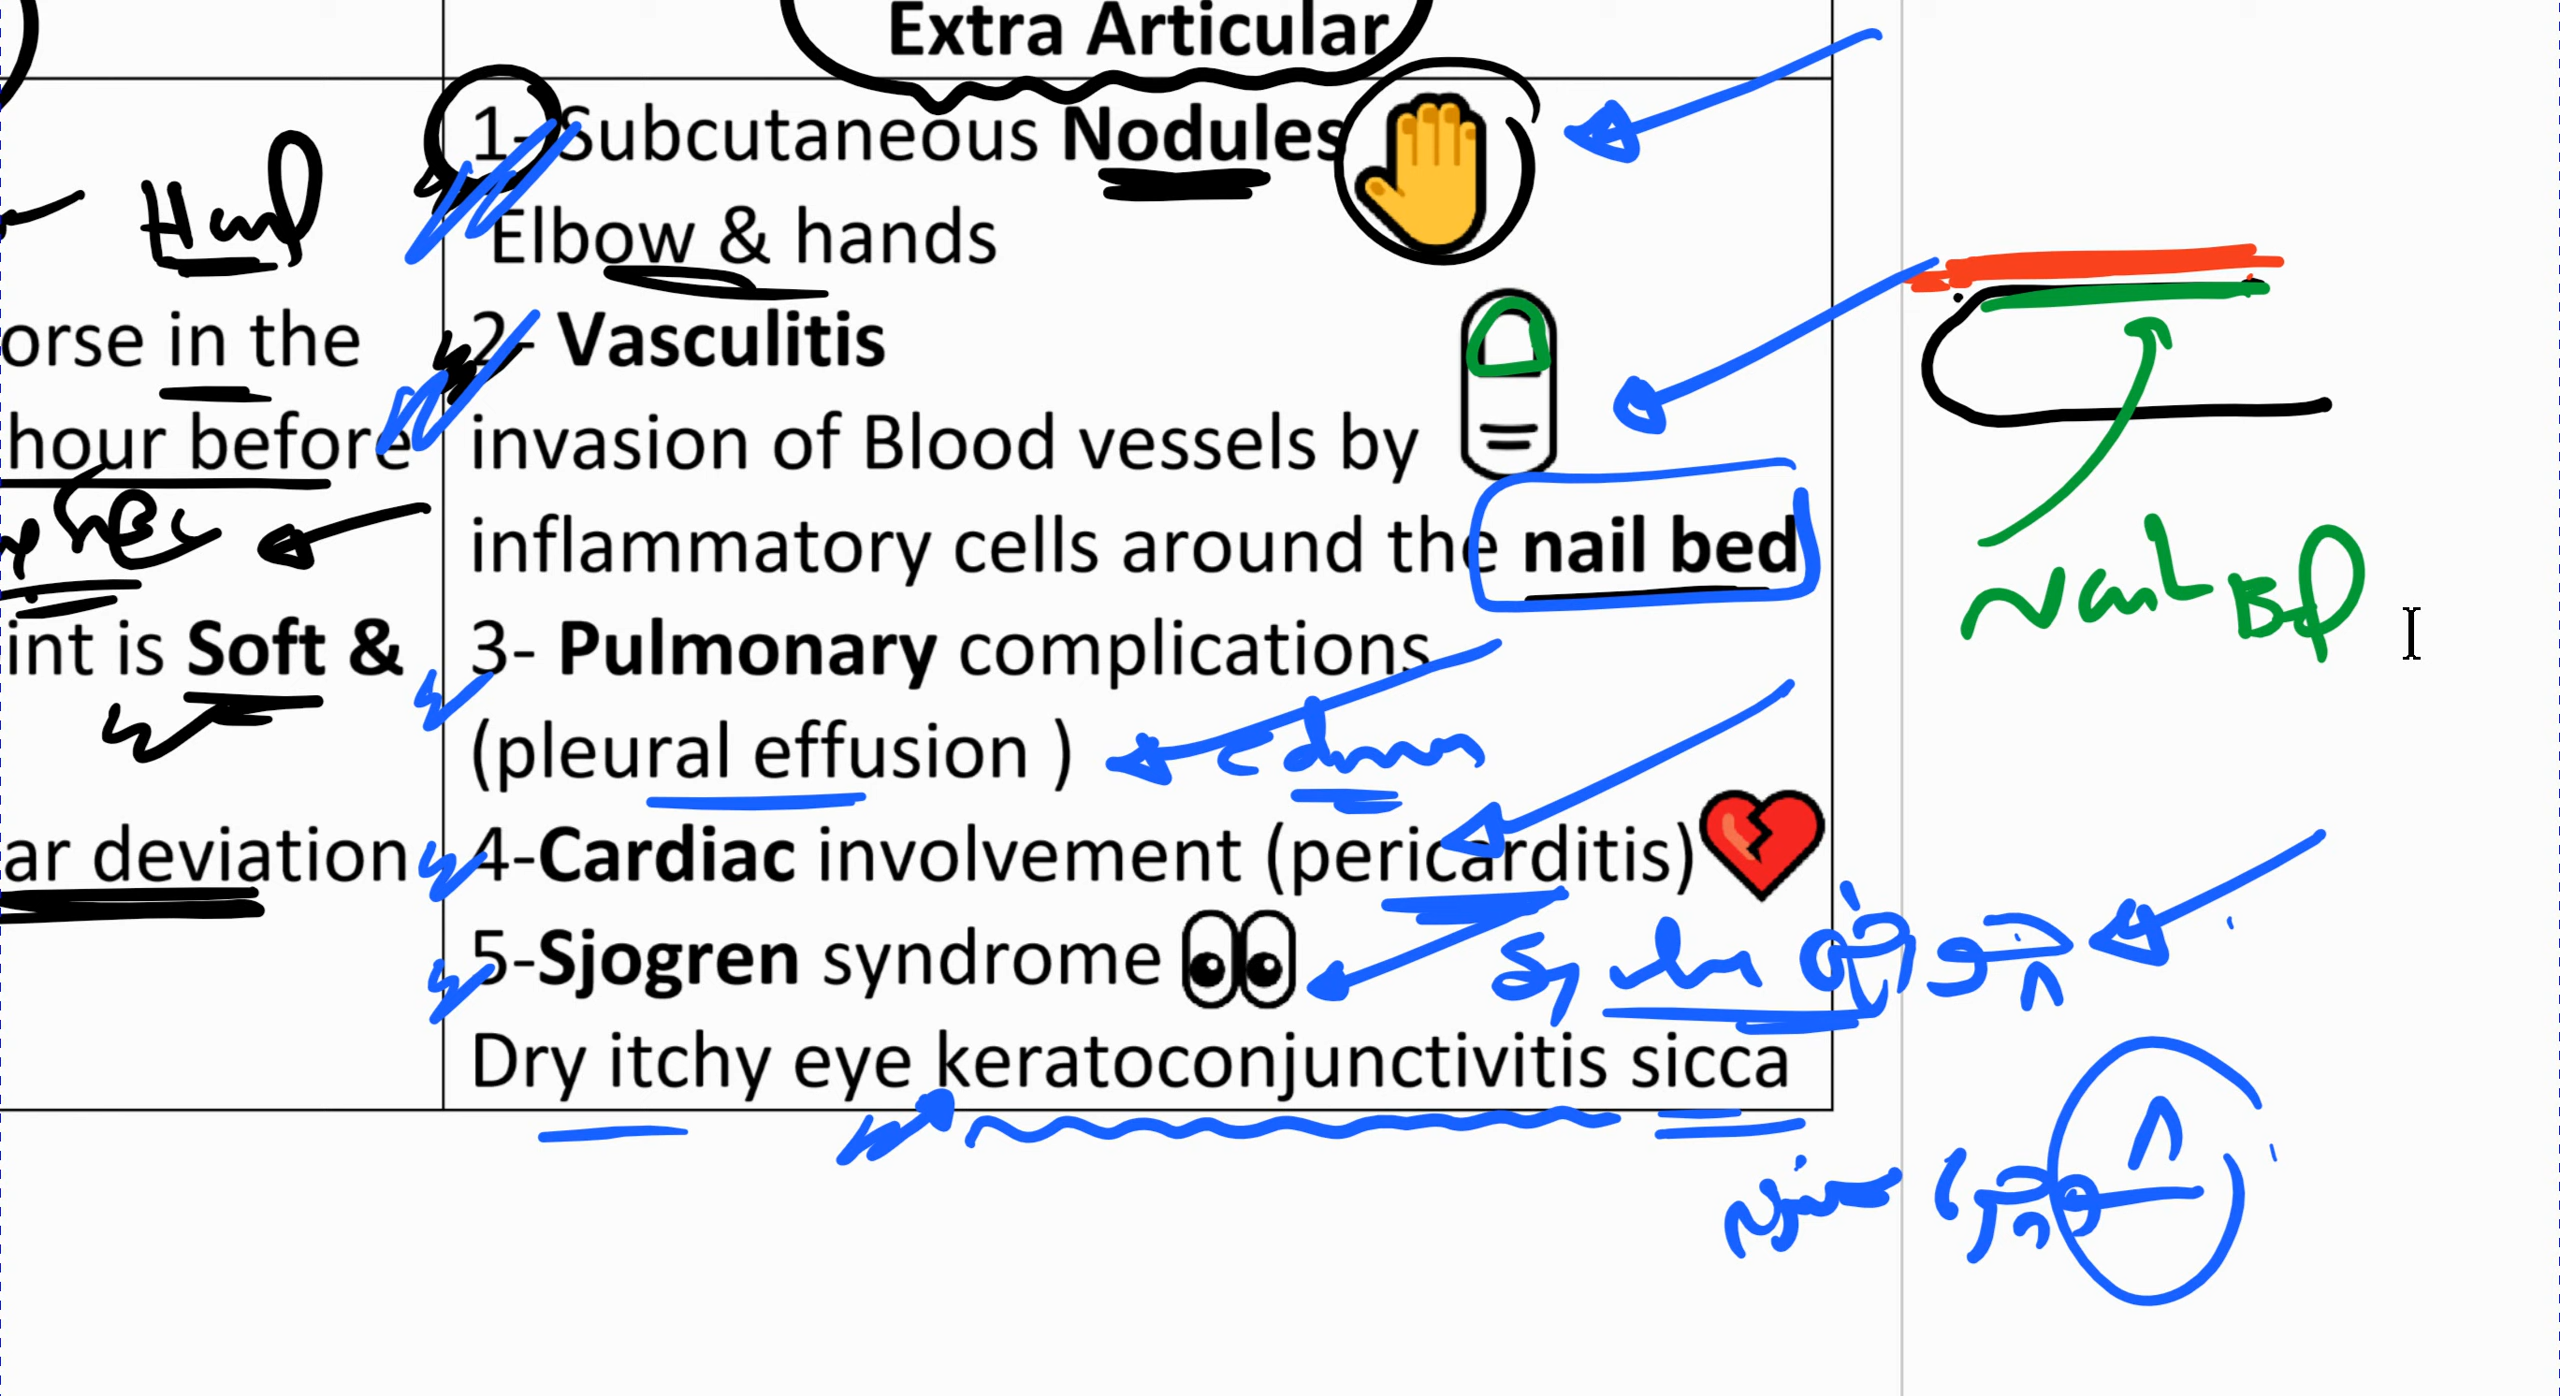 Extra Articular
Hand
orse in the
hour before
int is Soft &
ar deviation
1- Subcutaneous Nodules
Elbow & hands
2- Vasculitis
invasion of Blood vessels by
inflammatory cells around the nail bed
3- Pulmonary complications
(pleural effusion )
4-Cardiac involvement (pericarditis)
5-Sjogren syndrome
Dry itchy eye keratoconjunctivitis sicca
Nail Bed